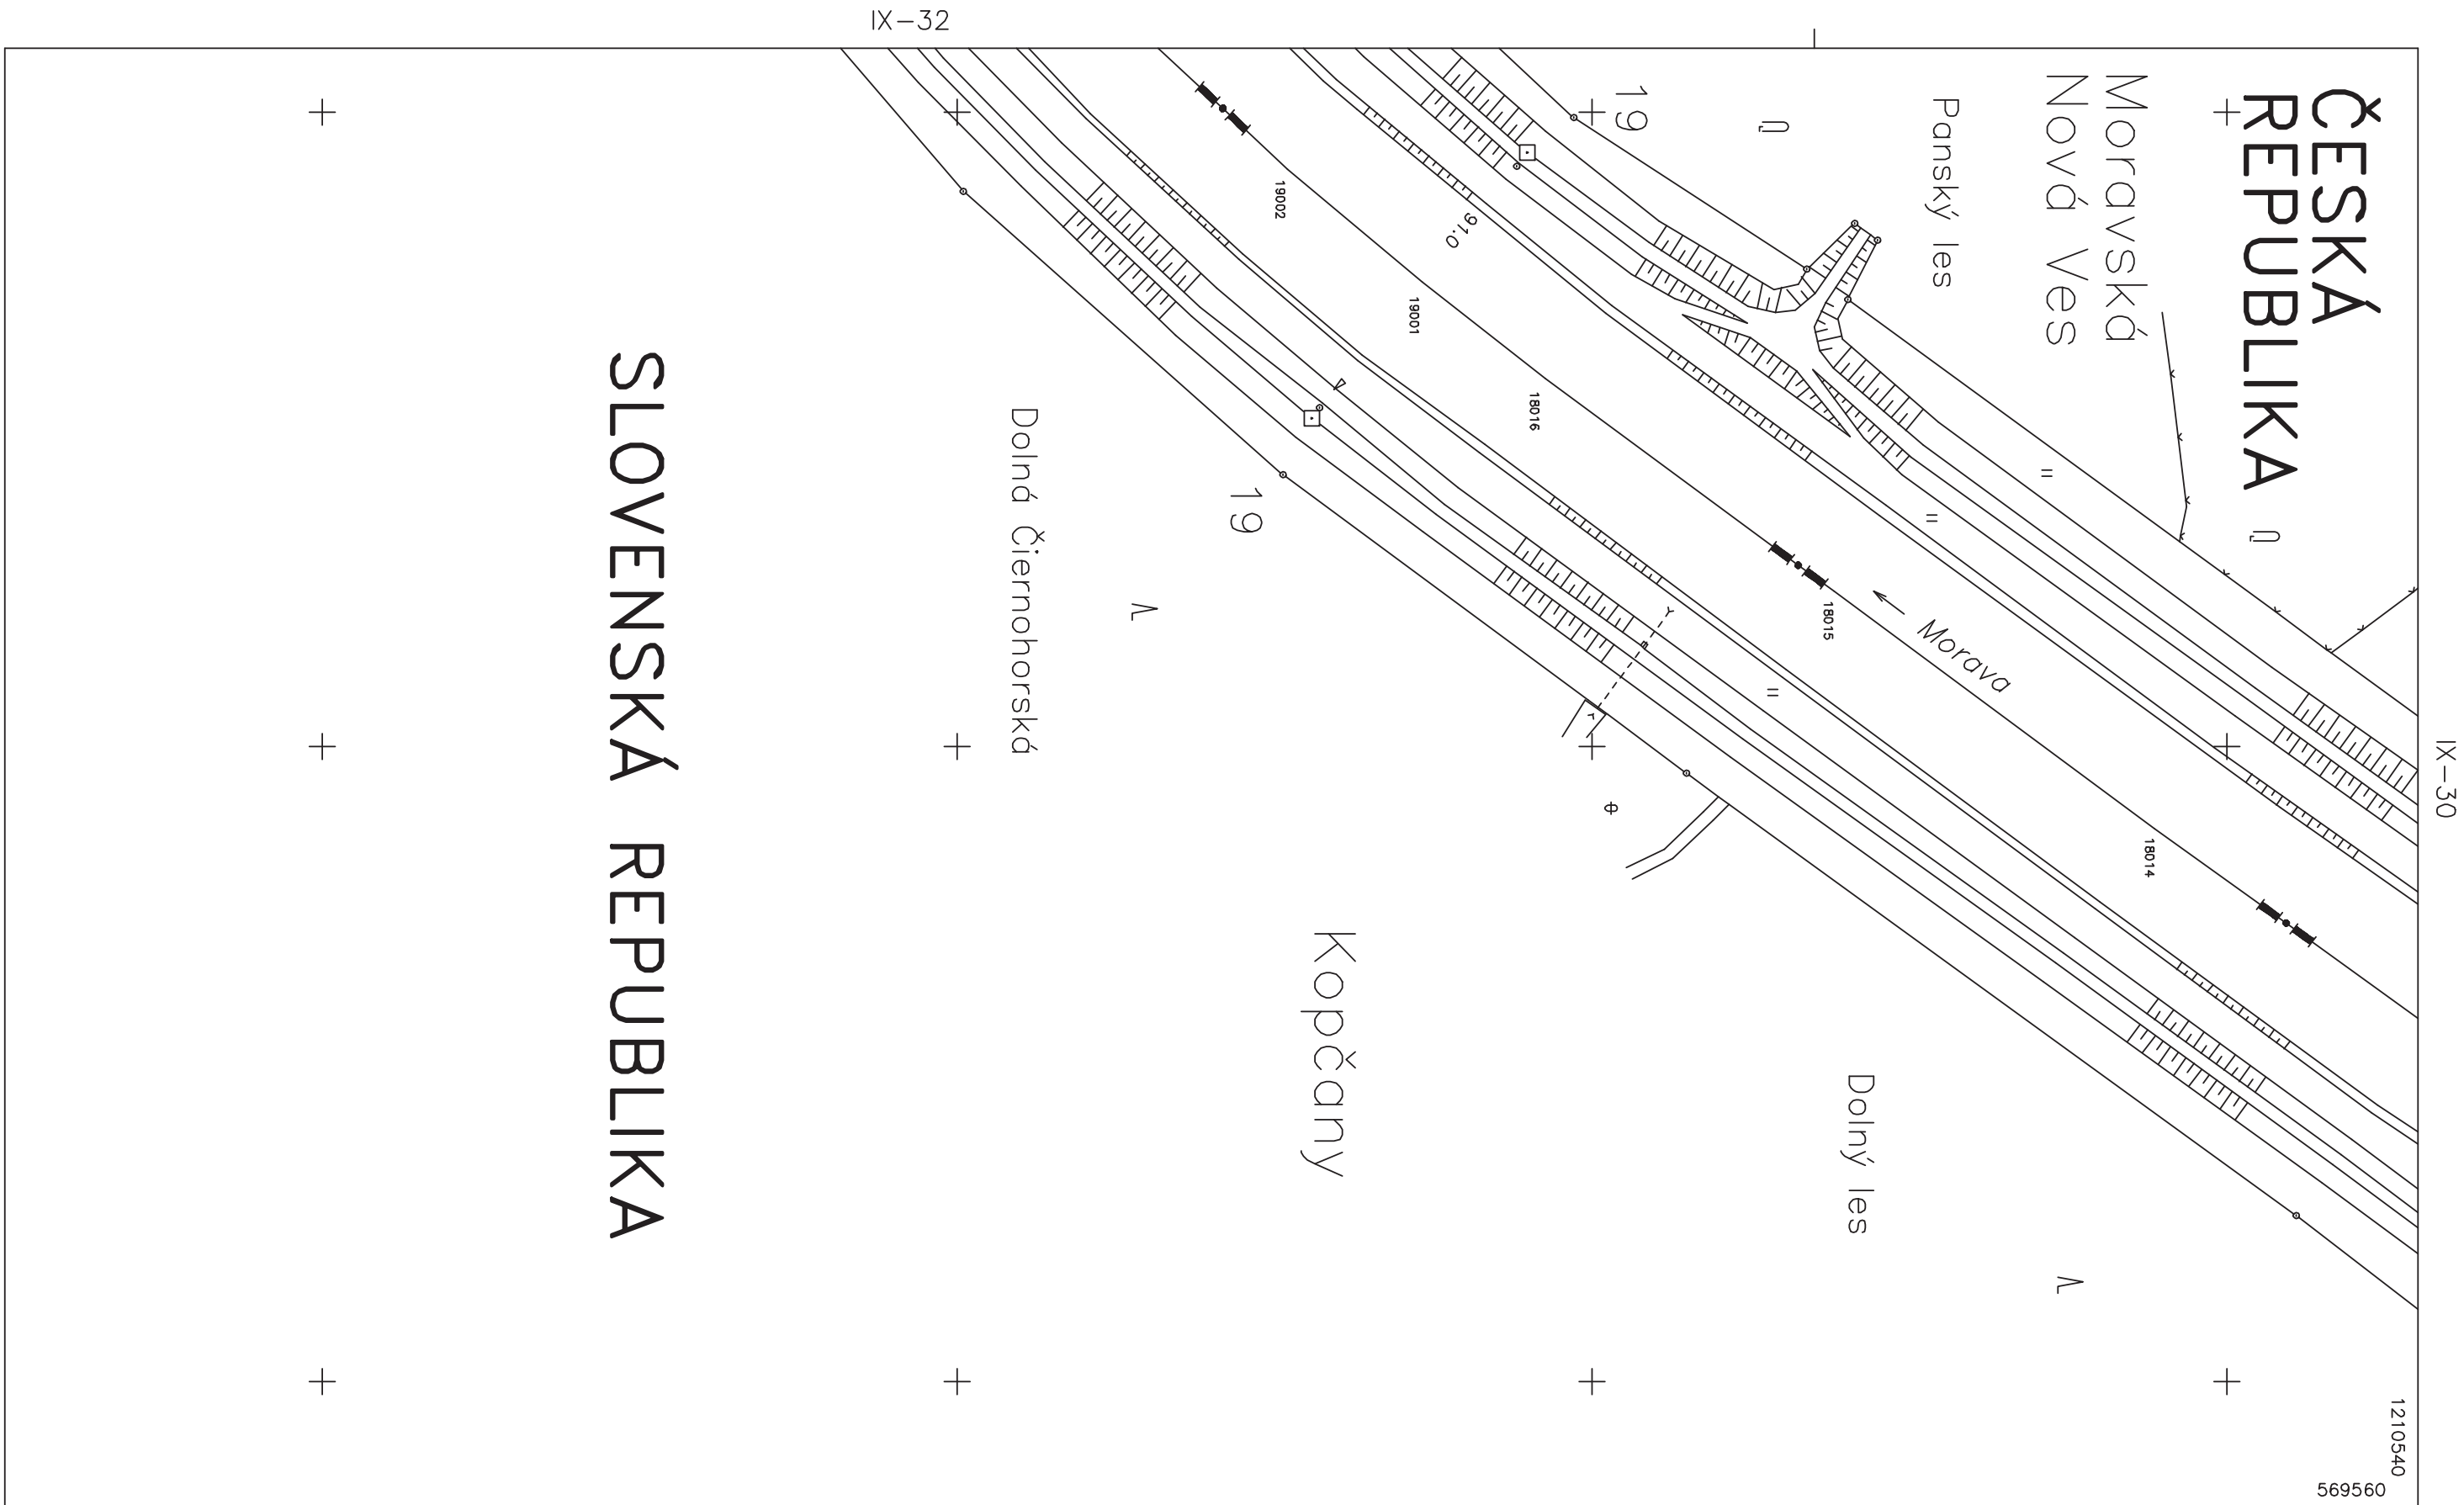 IX-32
IX-30
ČESKÁ
REPUBLIKA
Moravská
Nová Ves
Panský les
19
91.0
19002
19001
18016
18015
18014
Morava
19
Dolná Čiernohorská
Kopčany
Dolný les
SLOVENSKÁ REPUBLIKA
1210540
569560